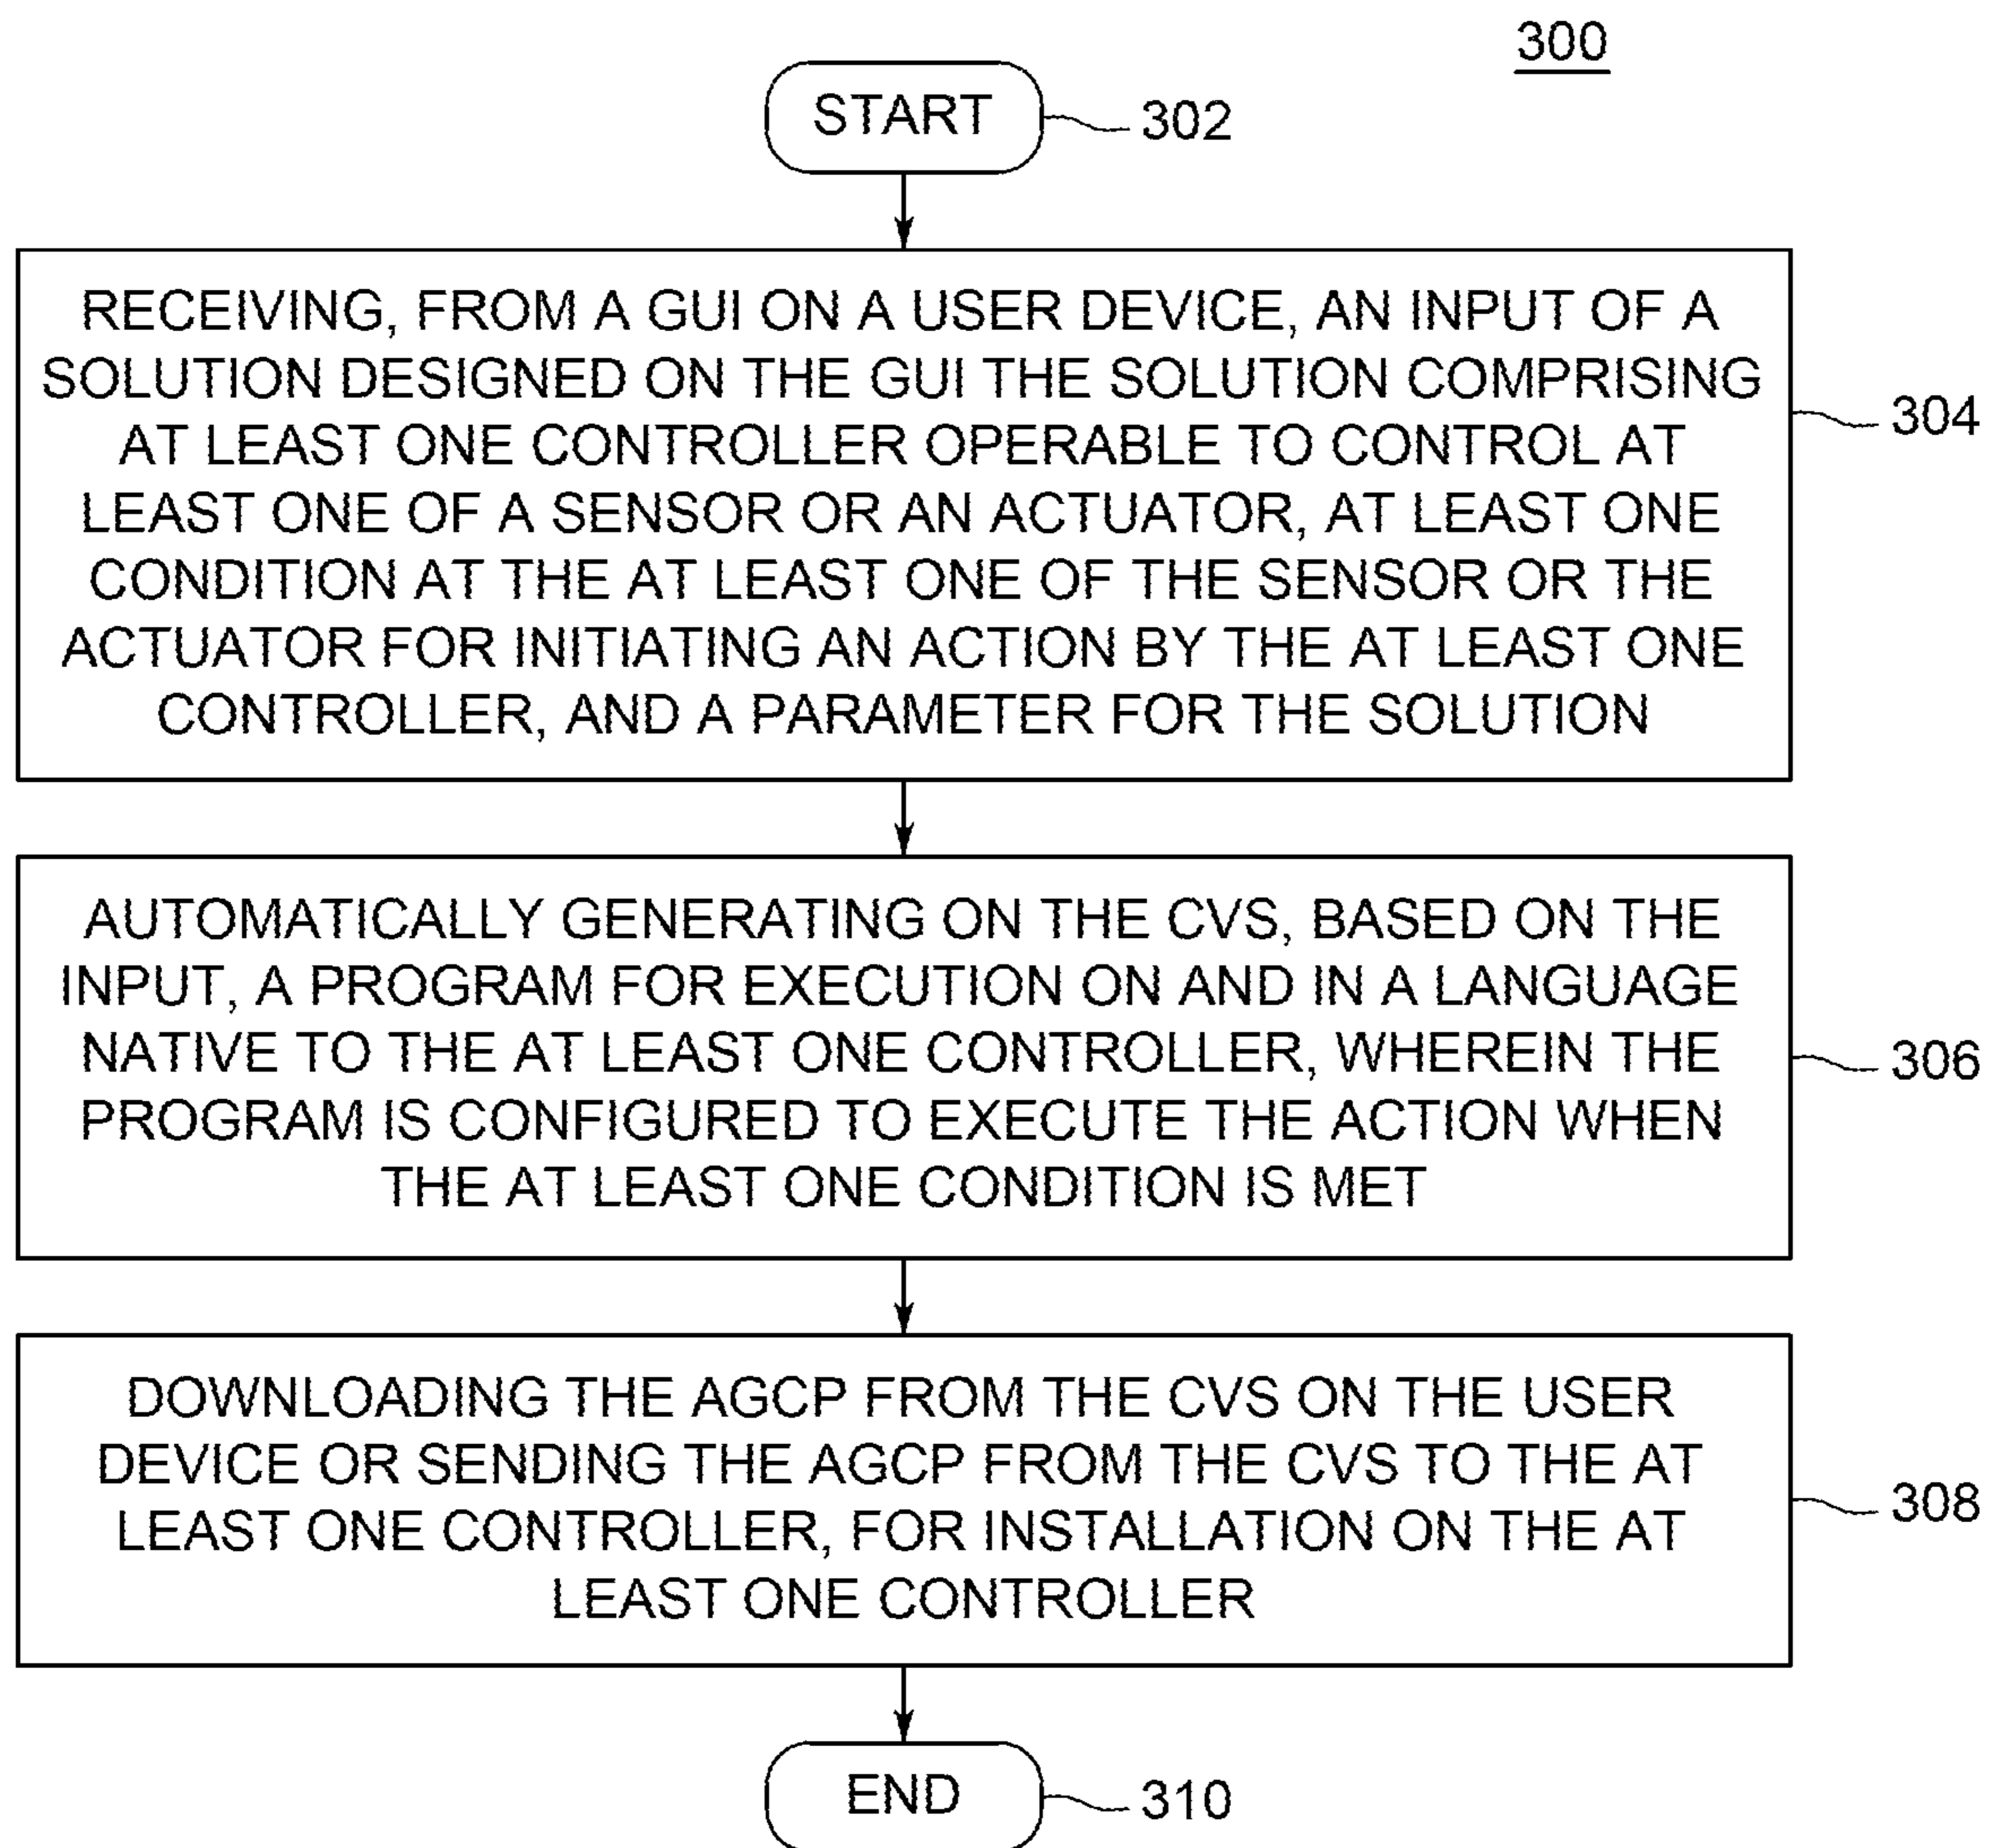 300
START
302
RECEIVING, FROM A GUI ON A USER DEVICE, AN INPUT OF A
SOLUTION DESIGNED ON THE GUI THE SOLUTION COMPRISING
AT LEAST ONE CONTROLLER OPERABLE TO CONTROL AT
LEAST ONE OF A SENSOR OR AN ACTUATOR, AT LEAST ONE
CONDITION AT THE AT LEAST ONE OF THE SENSOR OR THE
ACTUATOR FOR INITIATING AN ACTION BY THE AT LEAST ONE
CONTROLLER, AND A PARAMETER FOR THE SOLUTION
304
AUTOMATICALLY GENERATING ON THE CVS, BASED ON THE
INPUT, A PROGRAM FOR EXECUTION ON AND IN A LANGUAGE
NATIVE TO THE AT LEAST ONE CONTROLLER, WHEREIN THE
PROGRAM IS CONFIGURED TO EXECUTE THE ACTION WHEN
THE AT LEAST ONE CONDITION IS MET
306
DOWNLOADING THE AGCP FROM THE CVS ON THE USER
DEVICE OR SENDING THE AGCP FROM THE CVS TO THE AT
LEAST ONE CONTROLLER, FOR INSTALLATION ON THE AT
LEAST ONE CONTROLLER
308
END
310